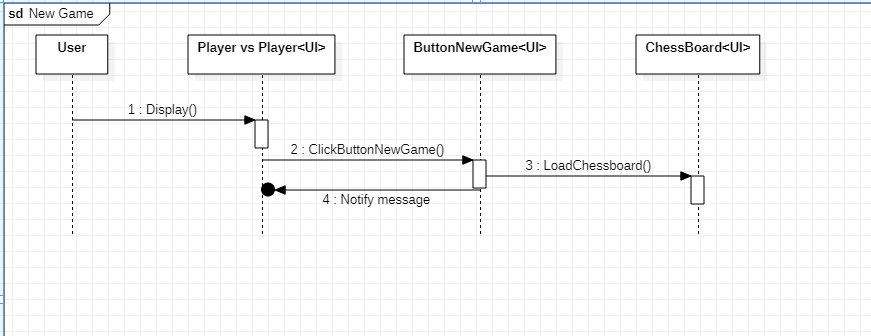 sd New Game
User
Player vs Player<UI>
ButtonNewGame<UI>
ChessBoard<UI>
1 : Display()
2 : ClickButtonNewGame()
3 : LoadChessboard()
4 : Notify message